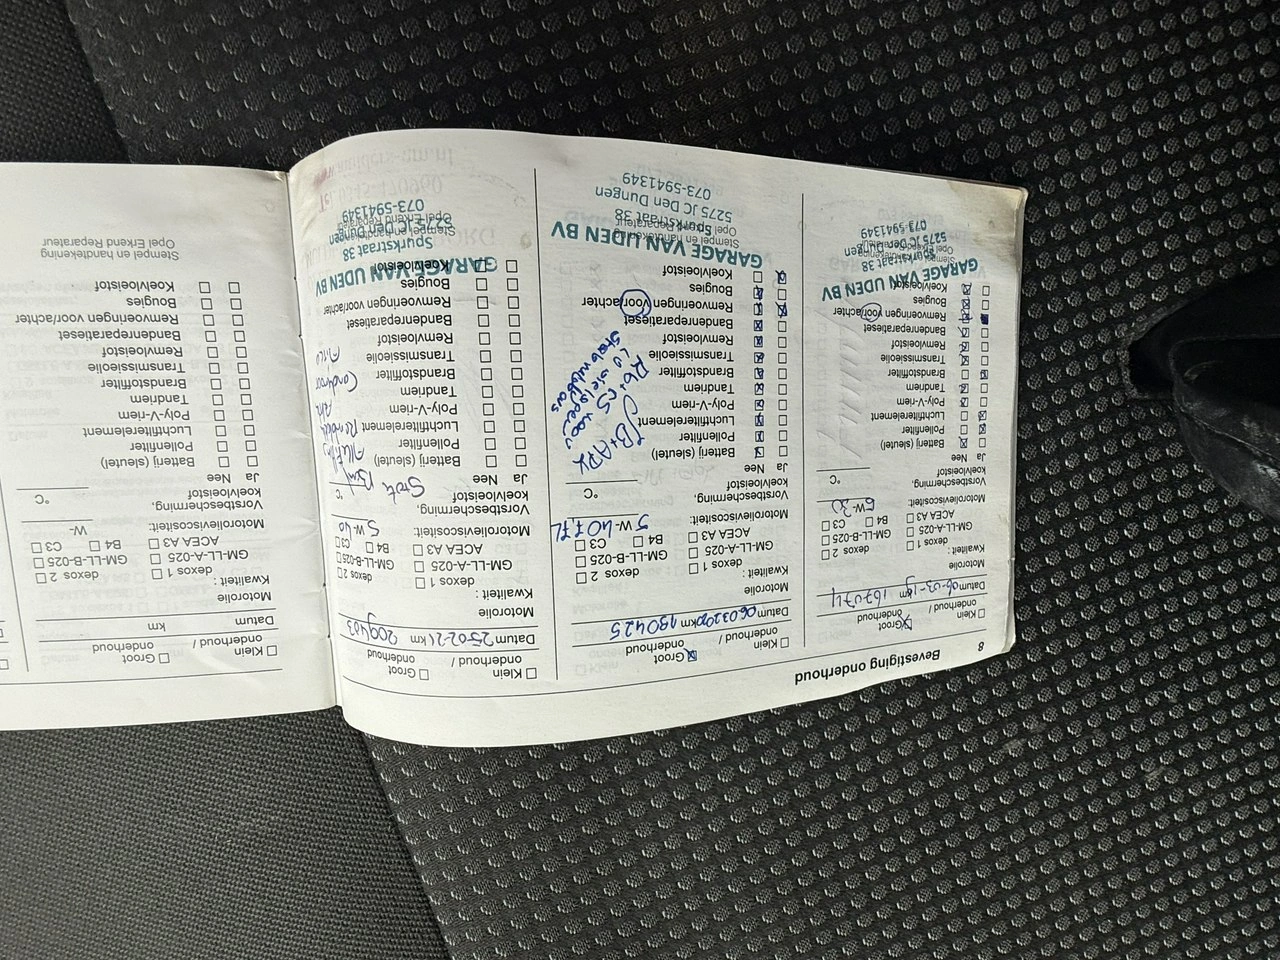 8
Bevestiging onderhoud
Klein onderhoud /
Groot onderhoud
Datum 06-03-19 km 167074
Motorolie
Kwaliteit:
dexos 1
dexos 2
GM-LL-A-025
GM-LL-B-025
ACEA A3
B4
C3
Motorolieviscositeit:
5W-30
Vorstbescherming,
koelvloeistof
°C
Ja Nee
Batterij (sleutel)
Pollenfilter
Luchtfilterelement
Poly-V-riem
Tandriem
Brandstoffilter
Transmissieolie
Remvloeistof
Bandenreparatieset
Remvoeringen voor/achter
Bougies
Koelvloeistof
GARAGE VAN UDEN BV
Spurkstraat 38
5275 JC Den Dungen
073-5941349
Klein onderhoud /
Groot onderhoud
Datum 06032020 km 190425
Motorolie
Kwaliteit:
dexos 1
dexos 2
GM-LL-A-025
GM-LL-B-025
ACEA A3
B4
C3
Motorolieviscositeit:
5W-40
Vorstbescherming,
koelvloeistof
°C
Ja Nee
Batterij (sleutel)
Pollenfilter
Luchtfilterelement
Poly-V-riem
Tandriem
Brandstoffilter
Transmissieolie
Remvloeistof
Bandenreparatieset
Remvoeringen voor/achter
Bougies
Koelvloeistof
GARAGE VAN UDEN BV
Stempel en handtekening
Spurkstraat 38
Opel Erkend Reparateur
5275 JC Den Dungen
073-5941349
Klein onderhoud /
Groot onderhoud
Datum 25-02-21 km 209403
Motorolie
Kwaliteit:
dexos 1
dexos 2
GM-LL-A-025
GM-LL-B-025
ACEA A3
B4
C3
Motorolieviscositeit:
5W-40
Vorstbescherming,
koelvloeistof
°C
Ja Nee
Batterij (sleutel)
Pollenfilter
Luchtfilterelement
Poly-V-riem
Tandriem
Brandstoffilter
Transmissieolie
Remvloeistof
Bandenreparatieset
Remvoeringen voor/achter
Bougies
Koelvloeistof
GARAGE VAN UDEN BV
Spurkstraat 38
Stempel en handtekening
5275 JC Den Dungen
Opel Erkend Reparateur
073-5941349
Klein onderhoud /
Groot onderhoud
Datum km
Motorolie
Kwaliteit:
dexos 1
dexos 2
GM-LL-A-025
GM-LL-B-025
ACEA A3
B4
C3
Motorolieviscositeit:
W-
Vorstbescherming,
koelvloeistof
°C
Ja Nee
Batterij (sleutel)
Pollenfilter
Luchtfilterelement
Poly-V-riem
Tandriem
Brandstoffilter
Transmissieolie
Remvloeistof
Bandenreparatieset
Remvoeringen voor/achter
Bougies
Koelvloeistof
Stempel en handtekening
Opel Erkend Reparateur